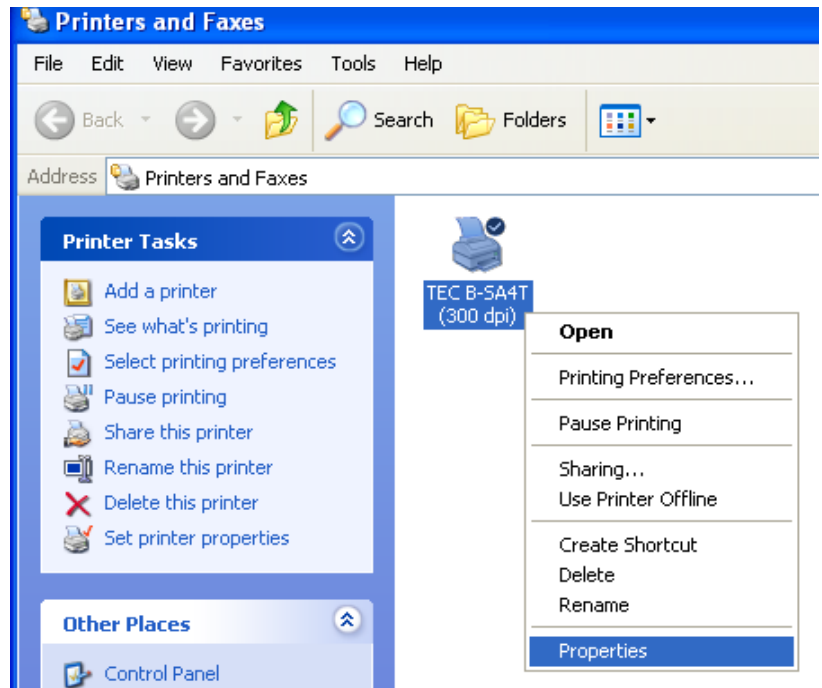 Printers and Faxes
File Edit View Favorites Tools Help
Back Search Folders
Address Printers and Faxes
Printer Tasks
Add a printer
See what's printing
Select printing preferences
Pause printing
Share this printer
Rename this printer
Delete this printer
Set printer properties
Other Places
Control Panel
TEC B-SA4T
(300 dpi)
Open
Printing Preferences...
Pause Printing
Sharing...
Use Printer Offline
Create Shortcut
Delete
Rename
Properties